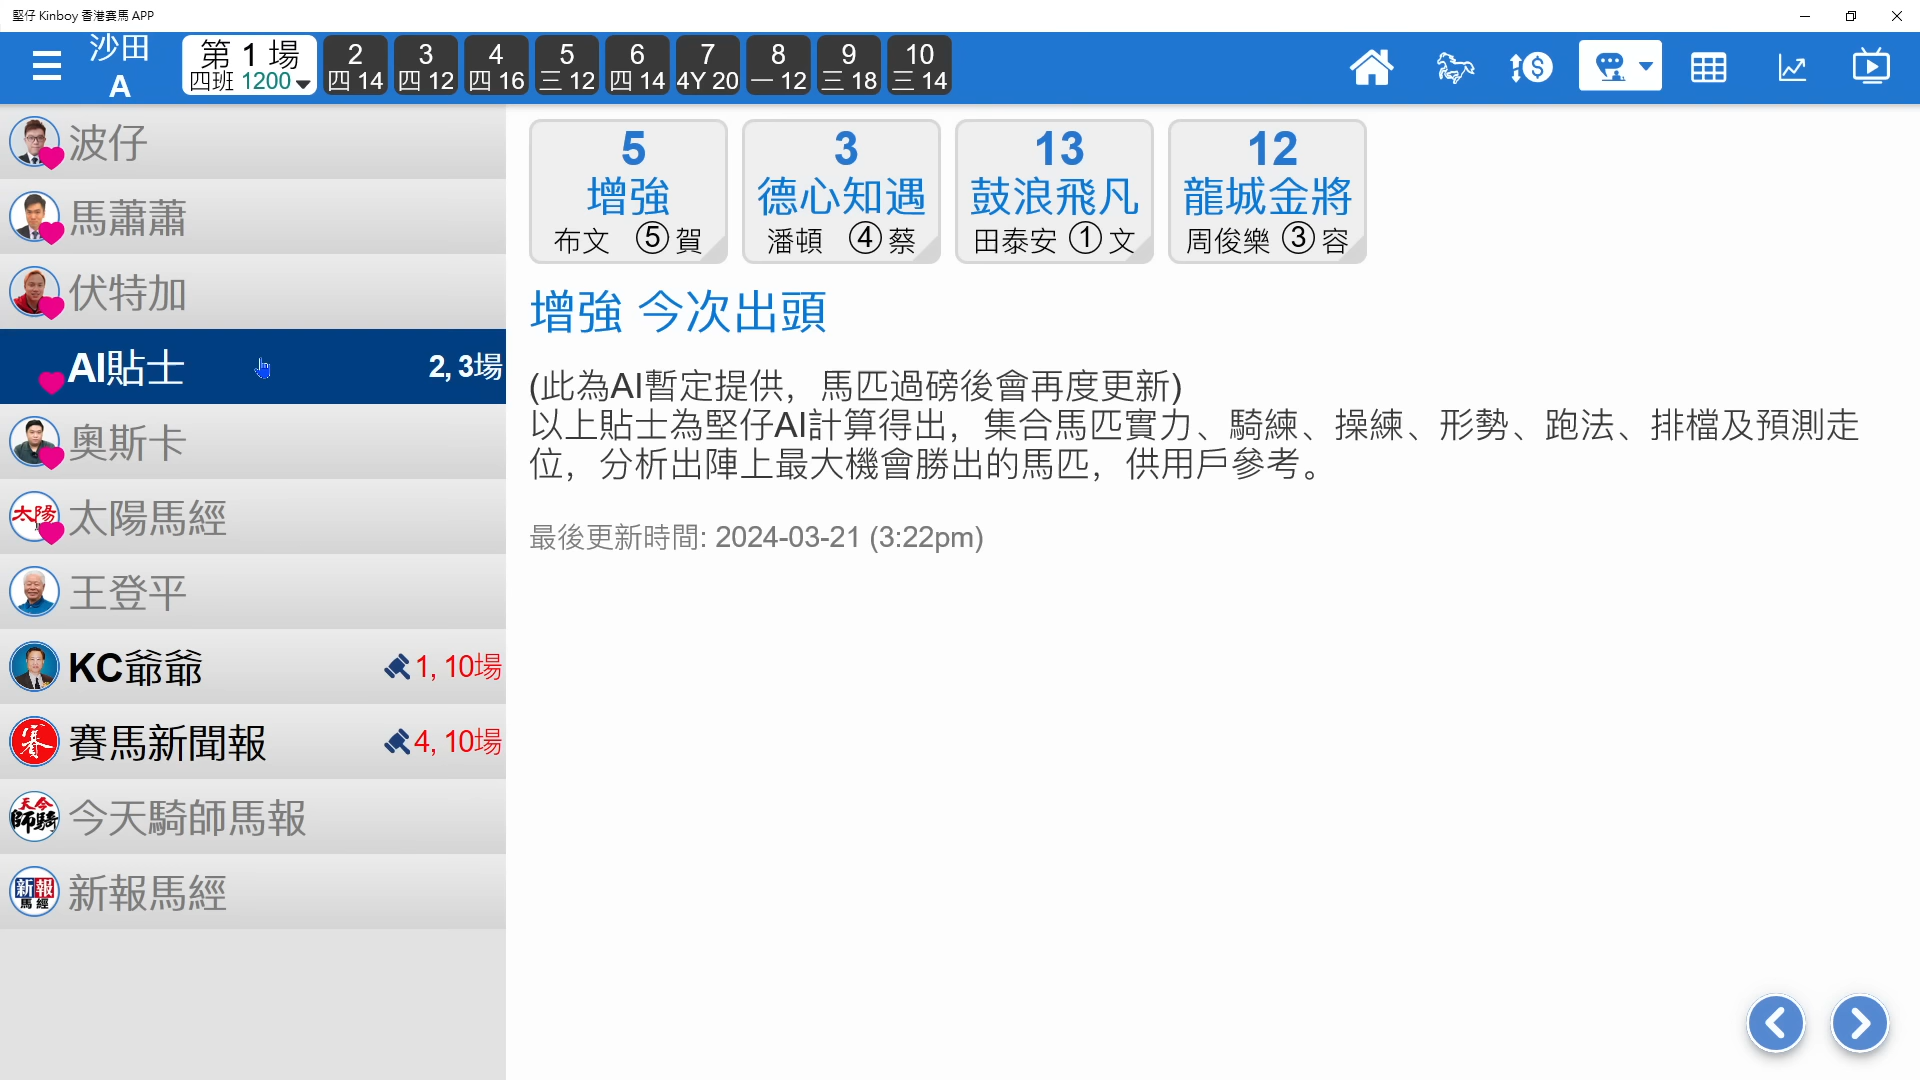 堅仔 Kinboy 香港賽馬 APP
沙田
A
第 1 場
四班 1200
2
四 14
3
四 12
4
四 16
5
三 12
6
四 14
7
4Y 20
8
一 12
9
三 18
10
三 14
波仔
馬蕭蕭
伏特加
AI貼士 2, 3場
奧斯卡
太陽
太陽馬經
王登平
KC爺爺 1, 10場
賽
賽馬新聞報 4, 10場
天今
師騎
今天騎師馬報
新報
馬經
新報馬經
5
增強
布文 ⑤ 賀
3
德心知遇
潘頓 ④ 蔡
13
鼓浪飛凡
田泰安 ① 文
12
龍城金將
周俊樂 ③ 容
增強 今次出頭
(此為AI暫定提供，馬匹過磅後會再度更新)
以上貼士為堅仔AI計算得出，集合馬匹實力、騎練、操練、形勢、跑法、排檔及預測走
位，分析出陣上最大機會勝出的馬匹，供用戶參考。
最後更新時間: 2024-03-21 (3:22pm)